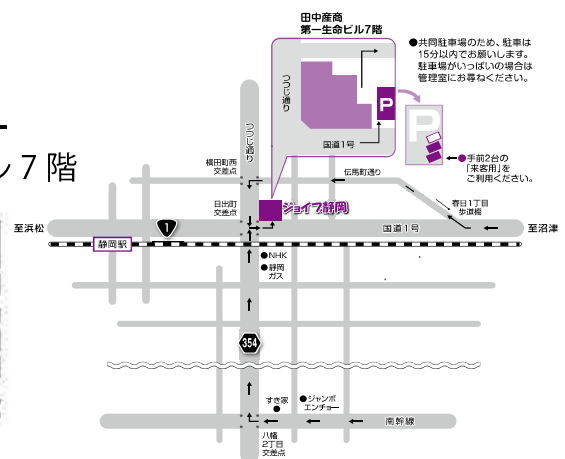 田中産商
第一生命ビル7階
●共同駐車場のため、駐車は
15分以内でお願いします。
駐車場がいっぱいの場合は
管理室にお尋ねください。
つつじ通り
P
国道1号
P
●手前2台の
「来客用」を
ご利用ください。
ル7階
つつじ通り
横田町西
交差点
伝馬町通り
日出町
交差点
ジョイブ静岡
春日1丁目
歩道橋
至浜松
1
国道1号
至沼津
静岡駅
●NHK
●静岡
ガス
354
すき家
●
●ジャンボ
エンチョー
南幹線
八幡
2丁目
交差点